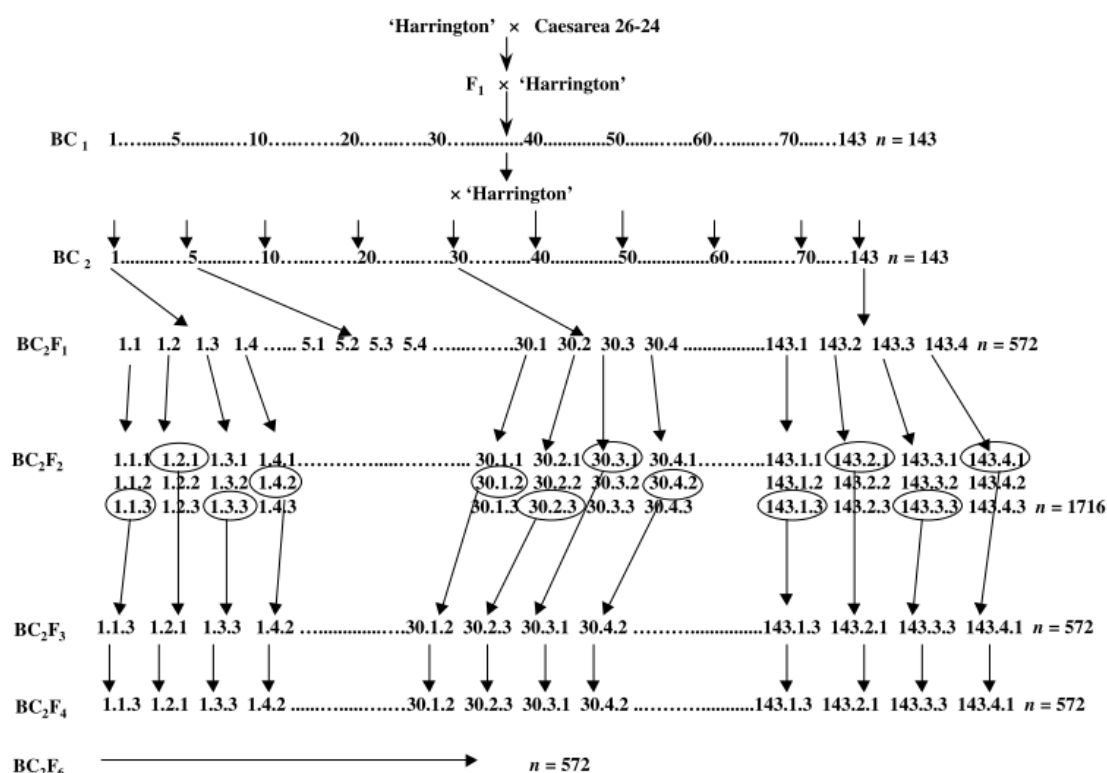 ‘Harrington’ × Caesarea 26-24
F1 × ‘Harrington’
BC 1 1..........5...........10............20............30..............40..............50............60...........70.......143 n = 143
× ‘Harrington’
BC 2 1............5............10............20............30............40............50............60............70.......143 n = 143
BC2F1 1.1 1.2 1.3 1.4 ...... 5.1 5.2 5.3 5.4 ................30.1 30.2 30.3 30.4 ..................143.1 143.2 143.3 143.4 n = 572
BC2F2 1.1.1 1.2.1 1.3.1 1.4.1..................................30.1.1 30.2.1 30.3.1 30.4.1..............143.1.1 143.2.1 143.3.1 143.4.1
1.1.2 1.2.2 1.3.2 1.4.2 30.1.2 30.2.2 30.3.2 30.4.2 143.1.2 143.2.2 143.3.2 143.4.2
1.1.3 1.2.3 1.3.3 1.4.3 30.1.3 30.2.3 30.3.3 30.4.3 143.1.3 143.2.3 143.3.3 143.4.3 n = 1716
BC2F3 1.1.3 1.2.1 1.3.3 1.4.2 .....................30.1.2 30.2.3 30.3.1 30.4.2 ......................143.1.3 143.2.1 143.3.3 143.4.1 n = 572
BC2F4 1.1.3 1.2.1 1.3.3 1.4.2.......................30.1.2 30.2.3 30.3.1 30.4.2 ......................143.1.3 143.2.1 143.3.3 143.4.1 n = 572
BC2F6 n = 572